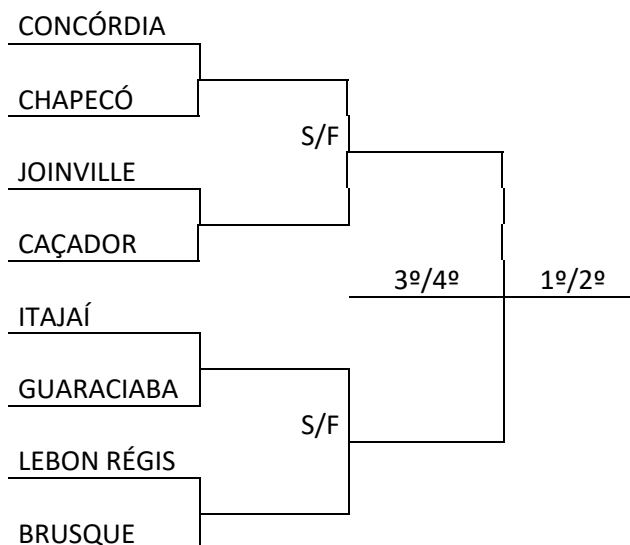 CONCÓRDIA
CHAPECÓ
S/F
JOINVILLE
CAÇADOR
3º/4º 1º/2º
ITAJAÍ
GUARACIABA
S/F
LEBON RÉGIS
BRUSQUE